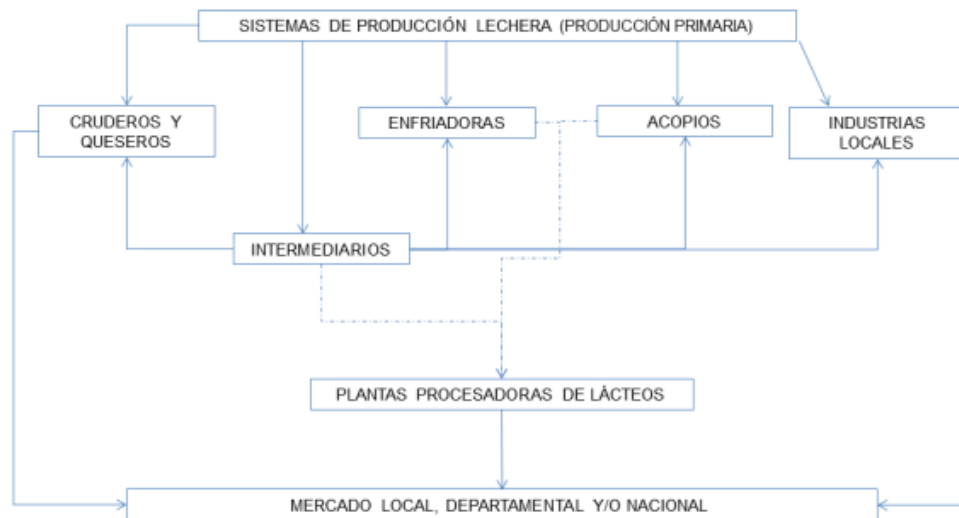 SISTEMAS DE PRODUCCIÓN LECHERA (PRODUCCIÓN PRIMARIA)
CRUDEROS Y
QUESEROS
ENFRIADORAS
ACOPIOS
INDUSTRIAS
LOCALES
INTERMEDIARIOS
PLANTAS PROCESADORAS DE LÁCTEOS
MERCADO LOCAL, DEPARTAMENTAL Y/O NACIONAL